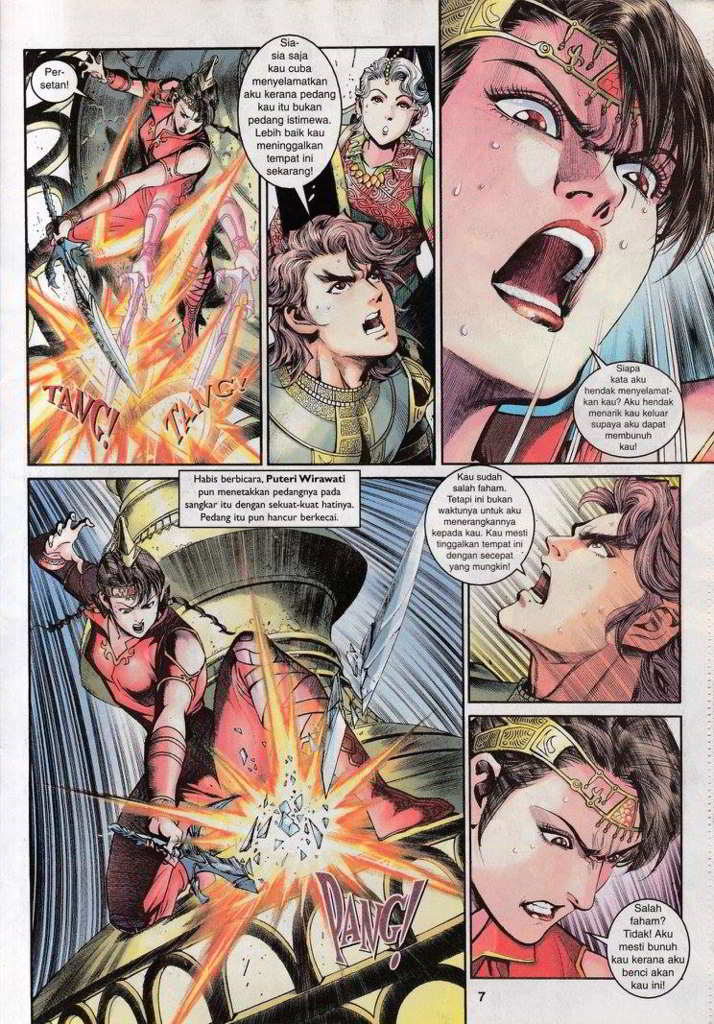 Per-
setan!
Sia-
sia saja
kau cuba
menyelamatkan
aku kerana pedang
kau itu bukan
pedang istimewa.
Lebih baik kau
meninggalkan
tempat ini
sekarang!
TANG!
TANG!
Siapa
kata aku
hendak menyelamat-
kan kau? Aku hendak
menarik kau keluar
supaya aku dapat
membunuh
kau!
Habis berbicara, Puteri Wirawati
pun menetakkan pedangnya pada
sangkar itu dengan sekuat-kuat hatinya.
Pedang itu pun hancur berkecai.
PANG!
Kau sudah
salah faham.
Tetapi ini bukan
waktunya untuk aku
menerangkannya
kepada kau. Kau mesti
tinggalkan tempat ini
dengan secepat
yang mungkin!
Salah
faham?
Tidak! Aku
mesti bunuh
kau kerana aku
benci akan
kau ini!
7